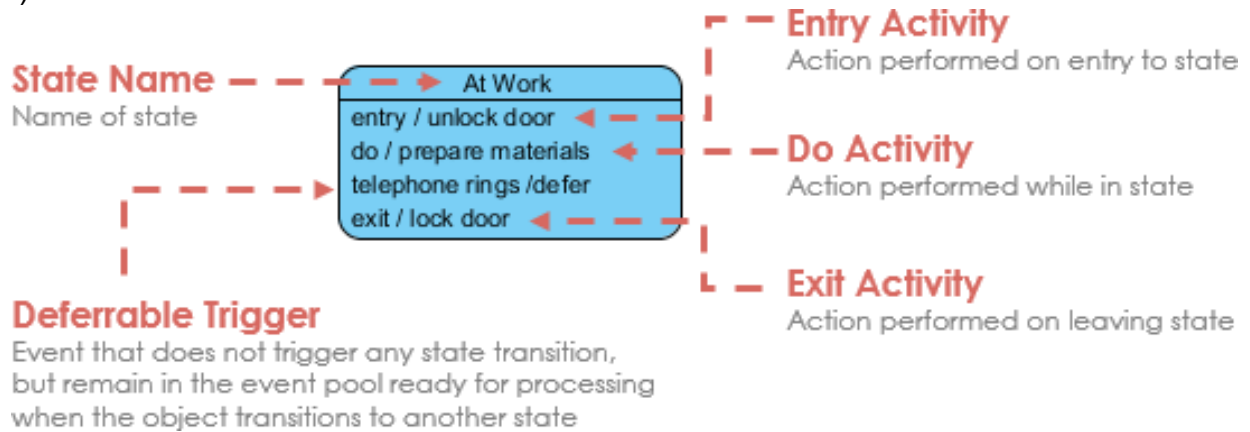 State Name
Name of state
At Work
entry / unlock door
do / prepare materials
telephone rings /defer
exit / lock door
Entry Activity
Action performed on entry to state
Do Activity
Action performed while in state
Exit Activity
Action performed on leaving state
Deferrable Trigger
Event that does not trigger any state transition,
but remain in the event pool ready for processing
when the object transitions to another state